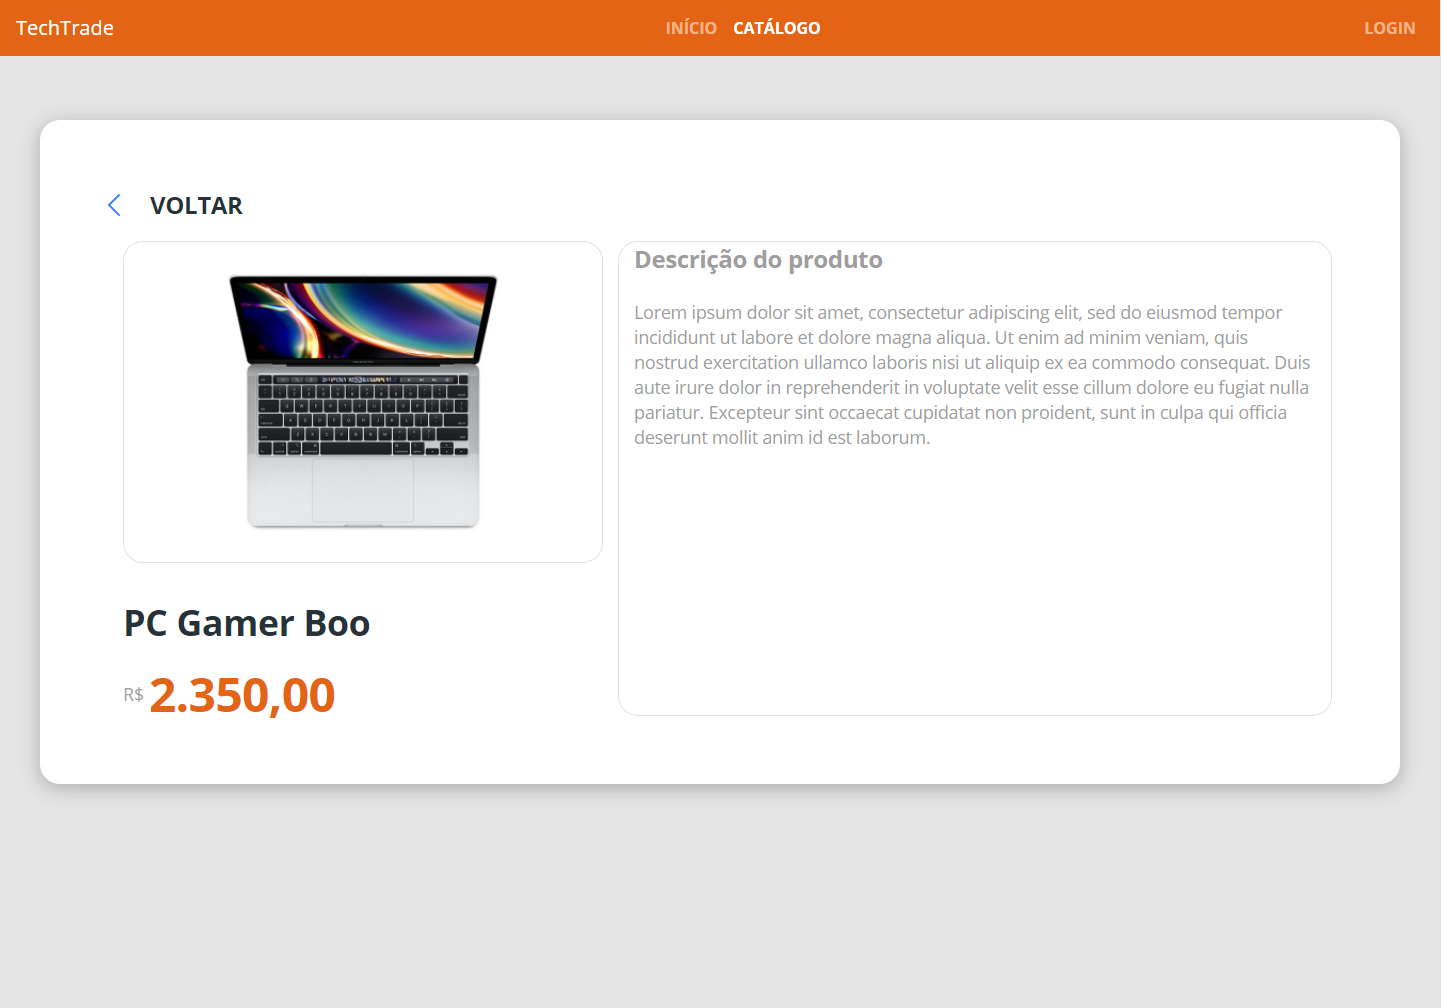 TechTrade
INÍCIO CATÁLOGO
LOGIN
VOLTAR
Descrição do produto
Lorem ipsum dolor sit amet, consectetur adipiscing elit, sed do eiusmod tempor
incididunt ut labore et dolore magna aliqua. Ut enim ad minim veniam, quis
nostrud exercitation ullamco laboris nisi ut aliquip ex ea commodo consequat. Duis
aute irure dolor in reprehenderit in voluptate velit esse cillum dolore eu fugiat nulla
pariatur. Excepteur sint occaecat cupidatat non proident, sunt in culpa qui officia
deserunt mollit anim id est laborum.
PC Gamer Boo
R$ 2.350,00